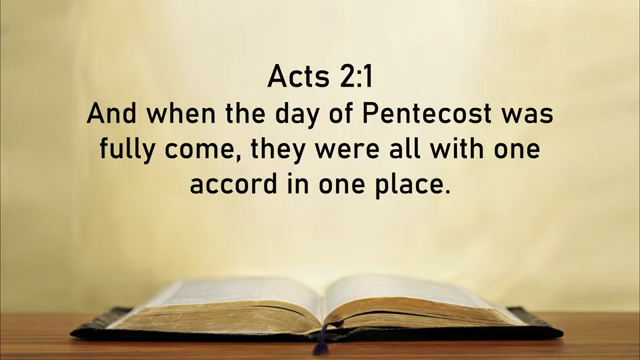 Acts 2:1
And when the day of Pentecost was
fully come, they were all with one
accord in one place.